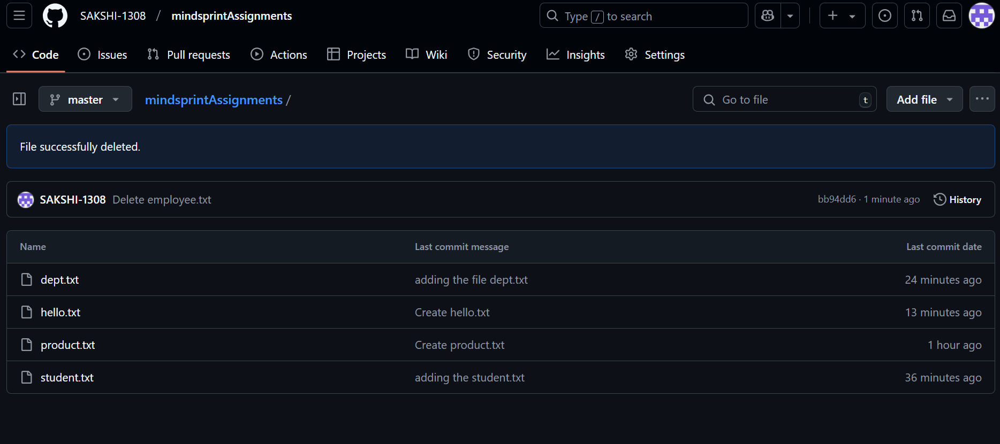 SAKSHI-1308 / mindsprintAssignments Type / to search
Code Issues Pull requests Actions Projects Wiki Security Insights Settings
master mindsprintAssignments / Go to file t Add file ...
File successfully deleted.
SAKSHI-1308 Delete employee.txt bb94dd6 · 1 minute ago History
Name Last commit message Last commit date
dept.txt adding the file dept.txt 24 minutes ago
hello.txt Create hello.txt 13 minutes ago
product.txt Create product.txt 1 hour ago
student.txt adding the student.txt 36 minutes ago